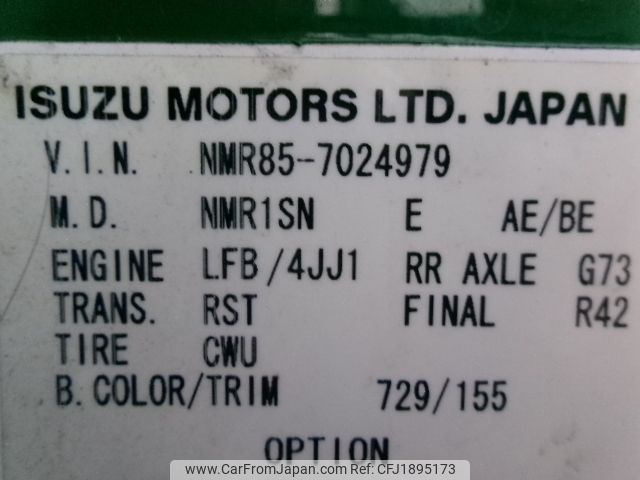 ISUZU MOTORS LTD. JAPAN
V.I.N. NMR85-7024979
M.D. NMR1SN E AE/BE
ENGINE LFB/4JJ1 RR AXLE G73
TRANS. RST FINAL R42
TIRE CWU
B.COLOR/TRIM 729/155
OPTION
www.CarFromJapan.com - CFJ1895173